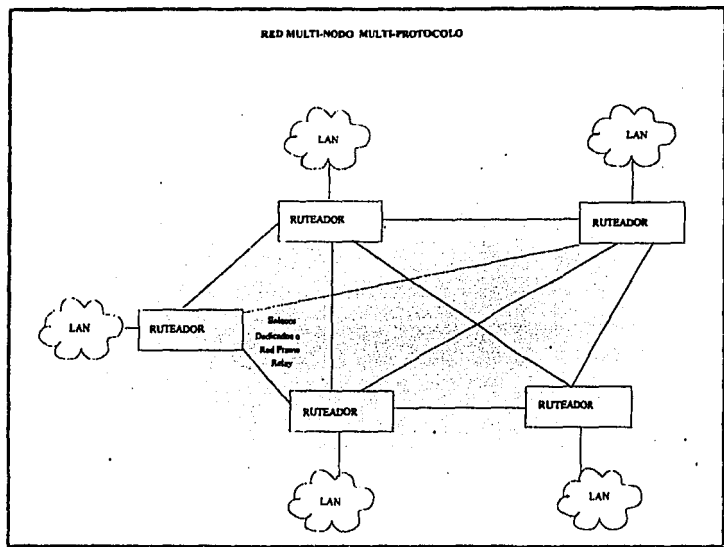 RED MULTI-NODO MULTI-PROTOCOLO
LAN
LAN
RUTEADOR
RUTEADOR
LAN
RUTEADOR
Enlaces
Dedicados o
Red Frame
Relay
RUTEADOR
RUTEADOR
LAN
LAN